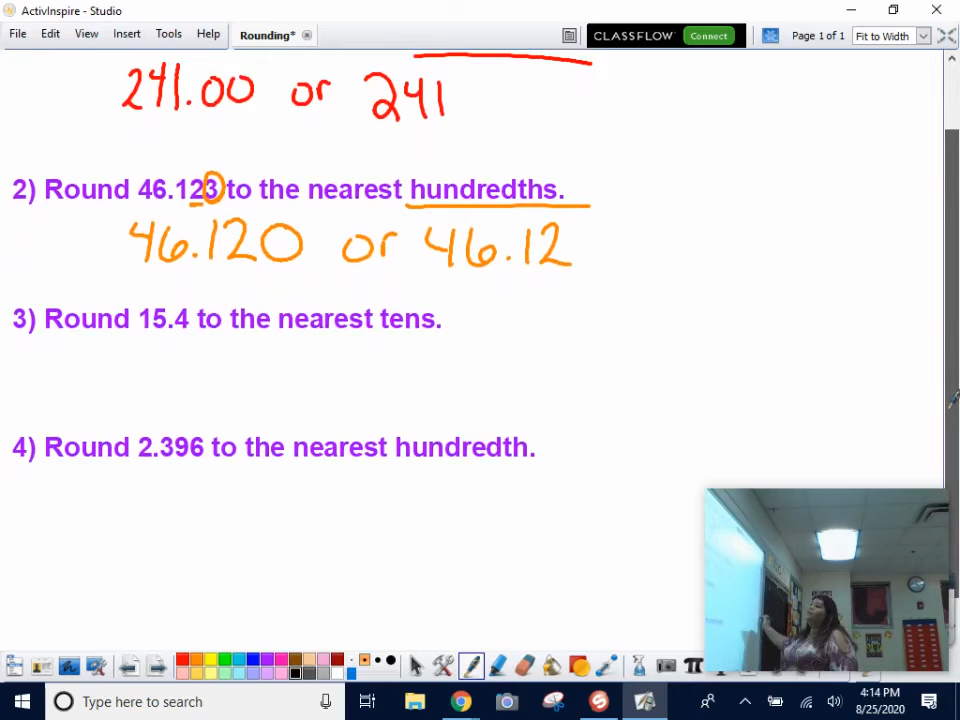 ActivInspire - Studio
File Edit View Insert Tools Help Rounding* CLASSFLOW Connect Page 1 of 1 Fit to Width
241.00 or 241
2) Round 46.123 to the nearest hundredths.
46.120 or 46.12
3) Round 15.4 to the nearest tens.
4) Round 2.396 to the nearest hundredth.
Type here to search
4:14 PM
8/25/2020